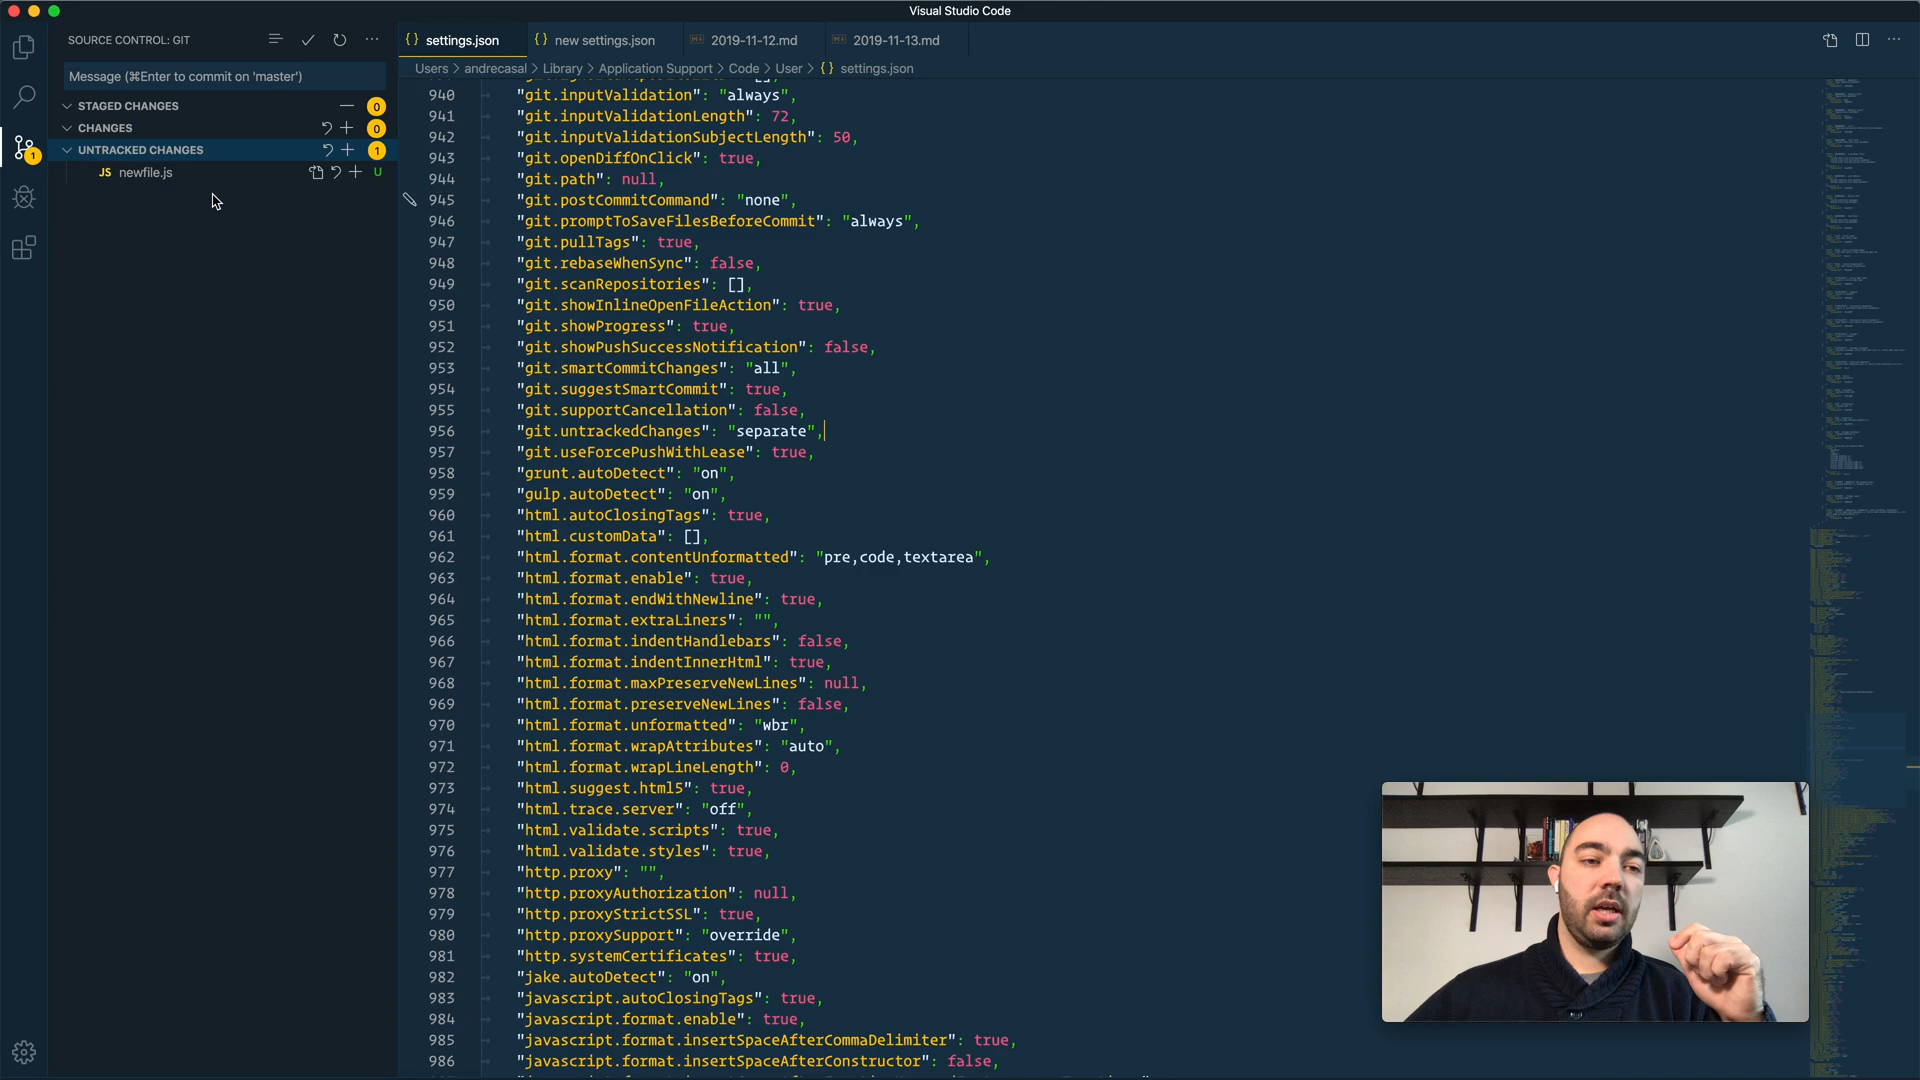 Visual Studio Code
SOURCE CONTROL: GIT
settings.json
new settings.json
2019-11-12.md
2019-11-13.md
Message (⌘Enter to commit on 'master')
Users > andrecasal > Library > Application Support > Code > User > {} settings.json
STAGED CHANGES 0
CHANGES 0
UNTRACKED CHANGES 1
JS newfile.js U
1
940 "git.inputValidation": "always",
941 "git.inputValidationLength": 72,
942 "git.inputValidationSubjectLength": 50,
943 "git.openDiffOnClick": true,
944 "git.path": null,
945 "git.postCommitCommand": "none",
946 "git.promptToSaveFilesBeforeCommit": "always",
947 "git.pullTags": true,
948 "git.rebaseWhenSync": false,
949 "git.scanRepositories": [],
950 "git.showInlineOpenFileAction": true,
951 "git.showProgress": true,
952 "git.showPushSuccessNotification": false,
953 "git.smartCommitChanges": "all",
954 "git.suggestSmartCommit": true,
955 "git.supportCancellation": false,
956 "git.untrackedChanges": "separate",
957 "git.useForcePushWithLease": true,
958 "grunt.autoDetect": "on",
959 "gulp.autoDetect": "on",
960 "html.autoClosingTags": true,
961 "html.customData": [],
962 "html.format.contentUnformatted": "pre,code,textarea",
963 "html.format.enable": true,
964 "html.format.endWithNewline": true,
965 "html.format.extraLiners": "",
966 "html.format.indentHandlebars": false,
967 "html.format.indentInnerHtml": true,
968 "html.format.maxPreserveNewLines": null,
969 "html.format.preserveNewLines": false,
970 "html.format.unformatted": "wbr",
971 "html.format.wrapAttributes": "auto",
972 "html.format.wrapLineLength": 0,
973 "html.suggest.html5": true,
974 "html.trace.server": "off",
975 "html.validate.scripts": true,
976 "html.validate.styles": true,
977 "http.proxy": "",
978 "http.proxyAuthorization": null,
979 "http.proxyStrictSSL": true,
980 "http.proxySupport": "override",
981 "http.systemCertificates": true,
982 "jake.autoDetect": "on",
983 "javascript.autoClosingTags": true,
984 "javascript.format.enable": true,
985 "javascript.format.insertSpaceAfterCommaDelimiter": true,
986 "javascript.format.insertSpaceAfterConstructor": false,